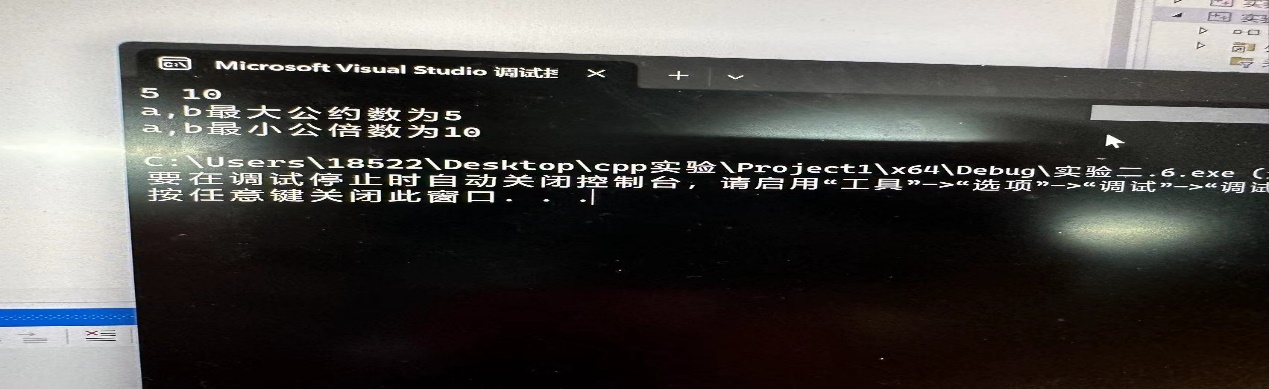 Microsoft Visual Studio 调试控
5 10
a,b最大公约数为5
a,b最小公倍数为10
C:\Users\18522\Desktop\cpp实验\Project1\x64\Debug\实验二.6.exe (
要在调试停止时自动关闭控制台, 请启用“工具”->“选项”->“调试”->“调试
按任意键关闭此窗口. . .